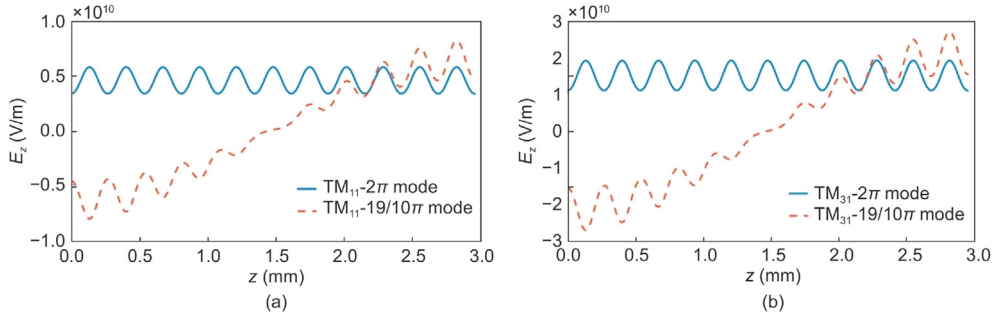 ×10¹⁰
1.0
0.5
0.0
−0.5
−1.0
E_z (V/m)
TM₁₁-2π mode
TM₁₁-19/10π mode
0.0 0.5 1.0 1.5 2.0 2.5 3.0
z (mm)
(a)
×10¹⁰
3
2
1
0
−1
−2
−3
E_z (V/m)
TM₃₁-2π mode
TM₃₁-19/10π mode
0.0 0.5 1.0 1.5 2.0 2.5 3.0
z (mm)
(b)